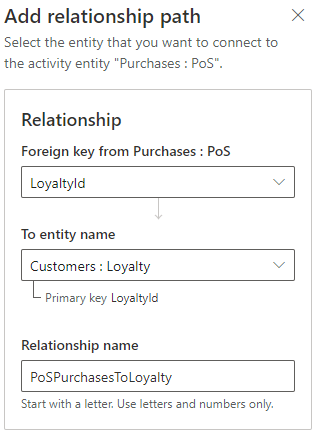 Add relationship path
Select the entity that you want to connect to
the activity entity "Purchases : PoS".
Relationship
Foreign key from Purchases : PoS
LoyaltyId
To entity name
Customers : Loyalty
Primary key LoyaltyId
Relationship name
PoSPurchasesToLoyalty
Start with a letter. Use letters and numbers only.